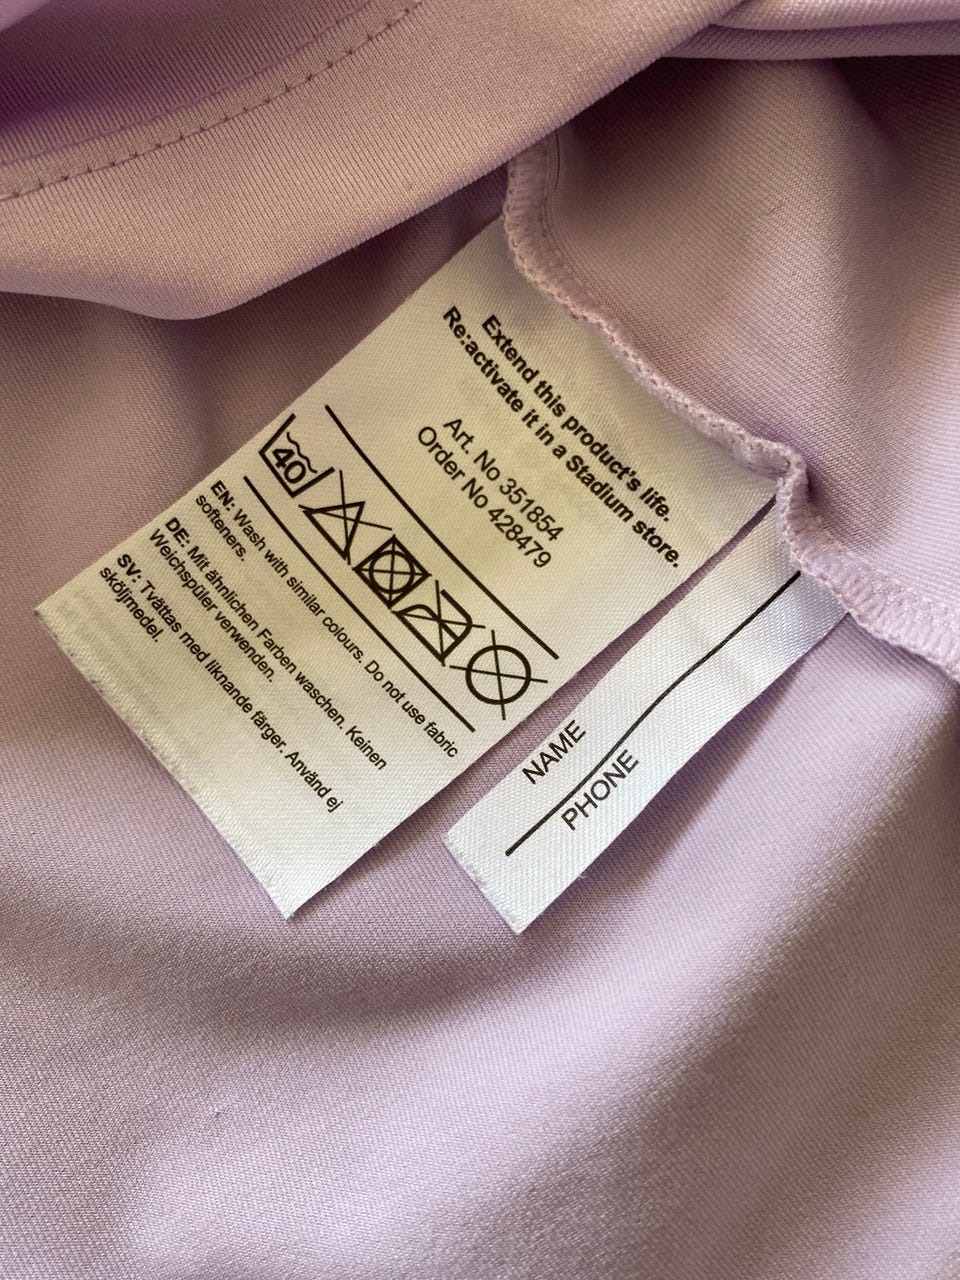 Extend this product's life.
Re:activate it in a Stadium store.
Art. No 351854
Order No 428479
40
EN: Wash with similar colours. Do not use fabric
softeners.
DE: Mit ähnlichen Farben waschen. Keinen
Weichspüler verwenden.
SV: Tvättas med liknande färger. Använd ej
sköljmedel.
NAME
PHONE